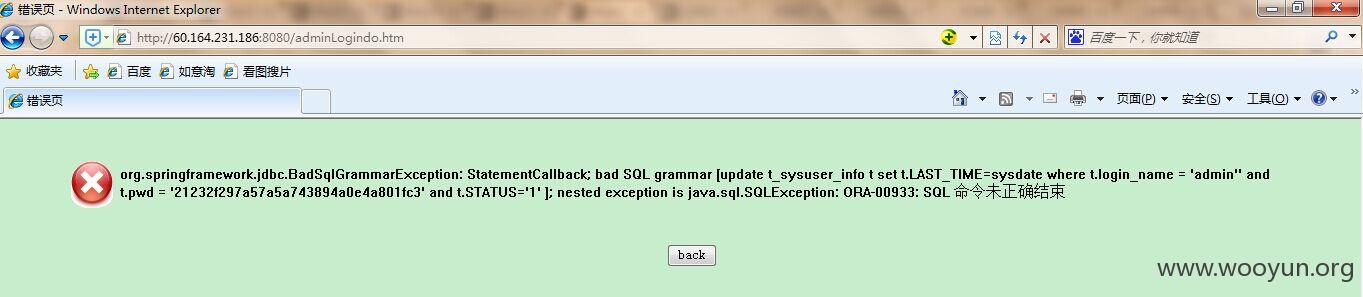 错误页 - Windows Internet Explorer
http://60.164.231.186:8080/adminLogindo.htm
百度一下，你就知道
收藏夹 百度 如意淘 看图搜片
错误页
页面(P) 安全(S) 工具(O)
org.springframework.jdbc.BadSqlGrammarException: StatementCallback; bad SQL grammar [update t_sysuser_info t set t.LAST_TIME=sysdate where t.login_name = 'admin'' and
t.pwd = '21232f297a57a5a743894a0e4a801fc3' and t.STATUS='1' ]; nested exception is java.sql.SQLException: ORA-00933: SQL 命令未正确结束
back
www.wooyun.org